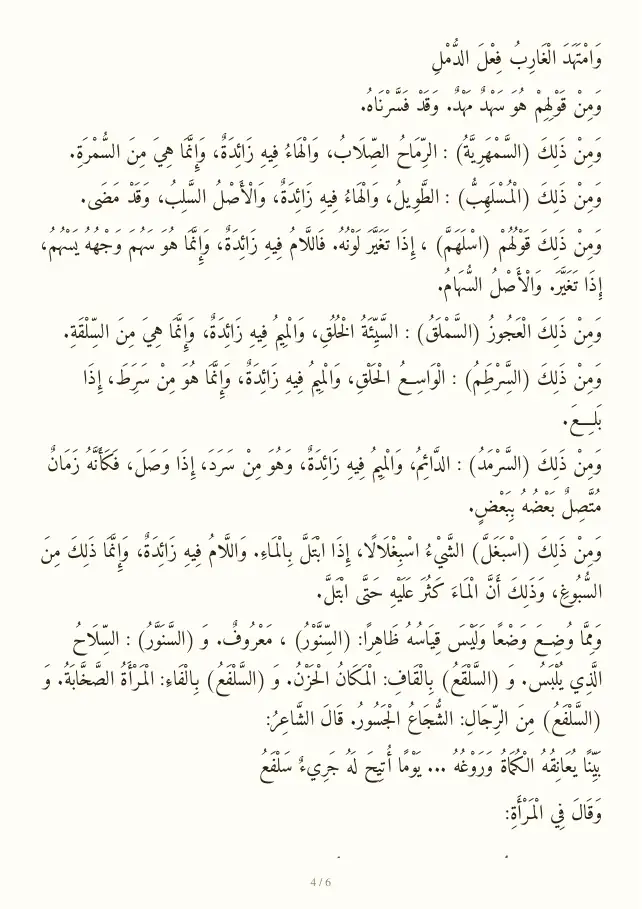 وَامْتَهَدَ الْغَارِبُ فِعْلَ الدُّمْلِ
وَمِنْ قَوْلِهِمْ هُوَ سَهْدٌ مَهْدٌ. وَقَدْ فَسَّرْنَاهُ.
وَمِنْ ذَلِكَ (السَّمْهَرِيَّةُ) : الرِّمَاحُ الصِّلَابُ، وَالْهَاءُ فِيهِ زَائِدَةٌ، وَإِنَّمَا هِيَ مِنَ السُّمْرَةِ.
وَمِنْ ذَلِكَ (الْمُسْلَهِبُّ) : الطَّوِيلُ، وَالْهَاءُ فِيهِ زَائِدَةٌ، وَالْأَصْلُ السَّلِبُ، وَقَدْ مَضَى.
وَمِنْ ذَلِكَ قَوْلُهُمْ (اسْلَهَمَّ) ، إِذَا تَغَيَّرَ لَوْنُهُ. فَاللَّامُ فِيهِ زَائِدَةٌ، وَإِنَّمَا هُوَ سَهُمَ وَجْهُهُ يَسْهُمُ،
إِذَا تَغَيَّرَ. وَالْأَصْلُ السُّهَامُ.
وَمِنْ ذَلِكَ الْعَجُوزُ (السَّمْلَقُ) : السَّيِّئَةُ الْخُلُقِ، وَالْمِيمُ فِيهِ زَائِدَةٌ، وَإِنَّمَا هِيَ مِنَ السِّلْقَةِ.
وَمِنْ ذَلِكَ (السِّرْطِمُ) : الْوَاسِعُ الْحَلْقِ، وَالْمِيمُ فِيهِ زَائِدَةٌ، وَإِنَّمَا هُوَ مِنْ سَرَطَ، إِذَا
بَلِعَ.
وَمِنْ ذَلِكَ (السَّرْمَدُ) : الدَّائِمُ، وَالْمِيمُ فِيهِ زَائِدَةٌ، وَهُوَ مِنْ سَرَدَ، إِذَا وَصَلَ، فَكَأَنَّهُ زَمَانٌ
مُتَّصِلٌ بَعْضُهُ بِبَعْضٍ.
وَمِنْ ذَلِكَ (اسْبَغَلَّ) الشَّيْءُ اسْبِغْلَالًا، إِذَا ابْتَلَّ بِالْمَاءِ. وَاللَّامُ فِيهِ زَائِدَةٌ، وَإِنَّمَا ذَلِكَ مِنَ
السُّبُوغِ، وَذَلِكَ أَنَّ الْمَاءَ كَثُرَ عَلَيْهِ حَتَّى ابْتَلَّ.
وَمِمَّا وُضِعَ وَضْعًا وَلَيْسَ قِيَاسُهُ ظَاهِرًا: (السِّنَّوْرُ) ، مَعْرُوفٌ. وَ (السَّنَوَّرُ) : السِّلَاحُ
الَّذِي يُلْبَسُ. وَ (السَّلْقَعُ) بِالْقَافِ: الْمَكَانُ الْحَزْنُ. وَ (السَّلْفَعُ) بِالْفَاءِ: الْمَرْأَةُ الصَّخَّابَةُ. وَ
(السَّلْفَعُ) مِنَ الرِّجَالِ: الشُّجَاعُ الْجَسُورُ. قَالَ الشَّاعِرُ:
بَيِّنًا يُعَانِقُهُ الْكُمَاةُ وَرَوْغُهُ ... يَوْمًا أُتِيحَ لَهُ جَرِيءٌ سَلْفَعُ
وَقَالَ فِي الْمَرْأَةِ:
4 / 6